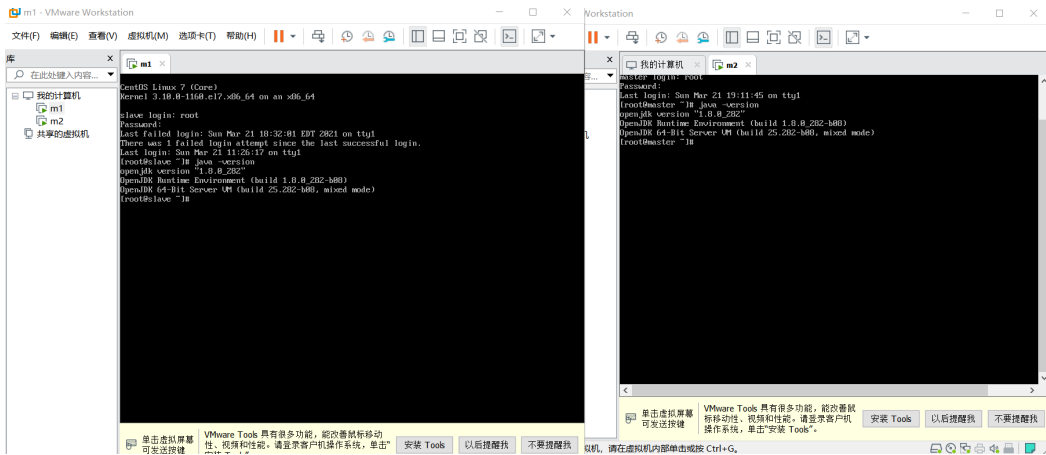 m1 - VMware Workstation
文件(F) 编辑(E) 查看(V) 虚拟机(M) 选项卡(T) 帮助(H)
库
在此处键入内容...
我的计算机
m1
m2
共享的虚拟机
m1
CentOS Linux 7 (Core)
Kernel 3.10.0-1160.el7.x86_64 on an x86_64
slave login: root
Password:
Last failed login: Sun Mar 21 18:32:01 EDT 2021 on tty1
There was 1 failed login attempt since the last successful login.
Last login: Sun Mar 21 11:26:17 on tty1
[root@slave ~]# java -version
openjdk version "1.8.0_282"
OpenJDK Runtime Environment (build 1.8.0_282-b08)
OpenJDK 64-Bit Server VM (build 25.282-b08, mixed mode)
[root@slave ~]#
单击虚拟屏幕
可发送按键
VMware Tools 具有很多功能，能改善鼠标移动
性、视频和性能。请登录客户机操作系统，单击"
安装 Tools
以后提醒我
不要提醒我
Workstation
我的计算机
m2
master login: root
Password:
Last login: Sun Mar 21 19:11:45 on tty1
[root@master ~]# java -version
openjdk version "1.8.0_282"
OpenJDK Runtime Environment (build 1.8.0_282-b08)
OpenJDK 64-Bit Server VM (build 25.282-b08, mixed mode)
[root@master ~]#
单击虚拟屏幕
可发送按键
VMware Tools 具有很多功能，能改善鼠
标移动性、视频和性能。请登录客户机
操作系统，单击"安装 Tools"。
安装 Tools
以后提醒我
不要提醒我
拟机，请在虚拟机内部单击或按 Ctrl+G。